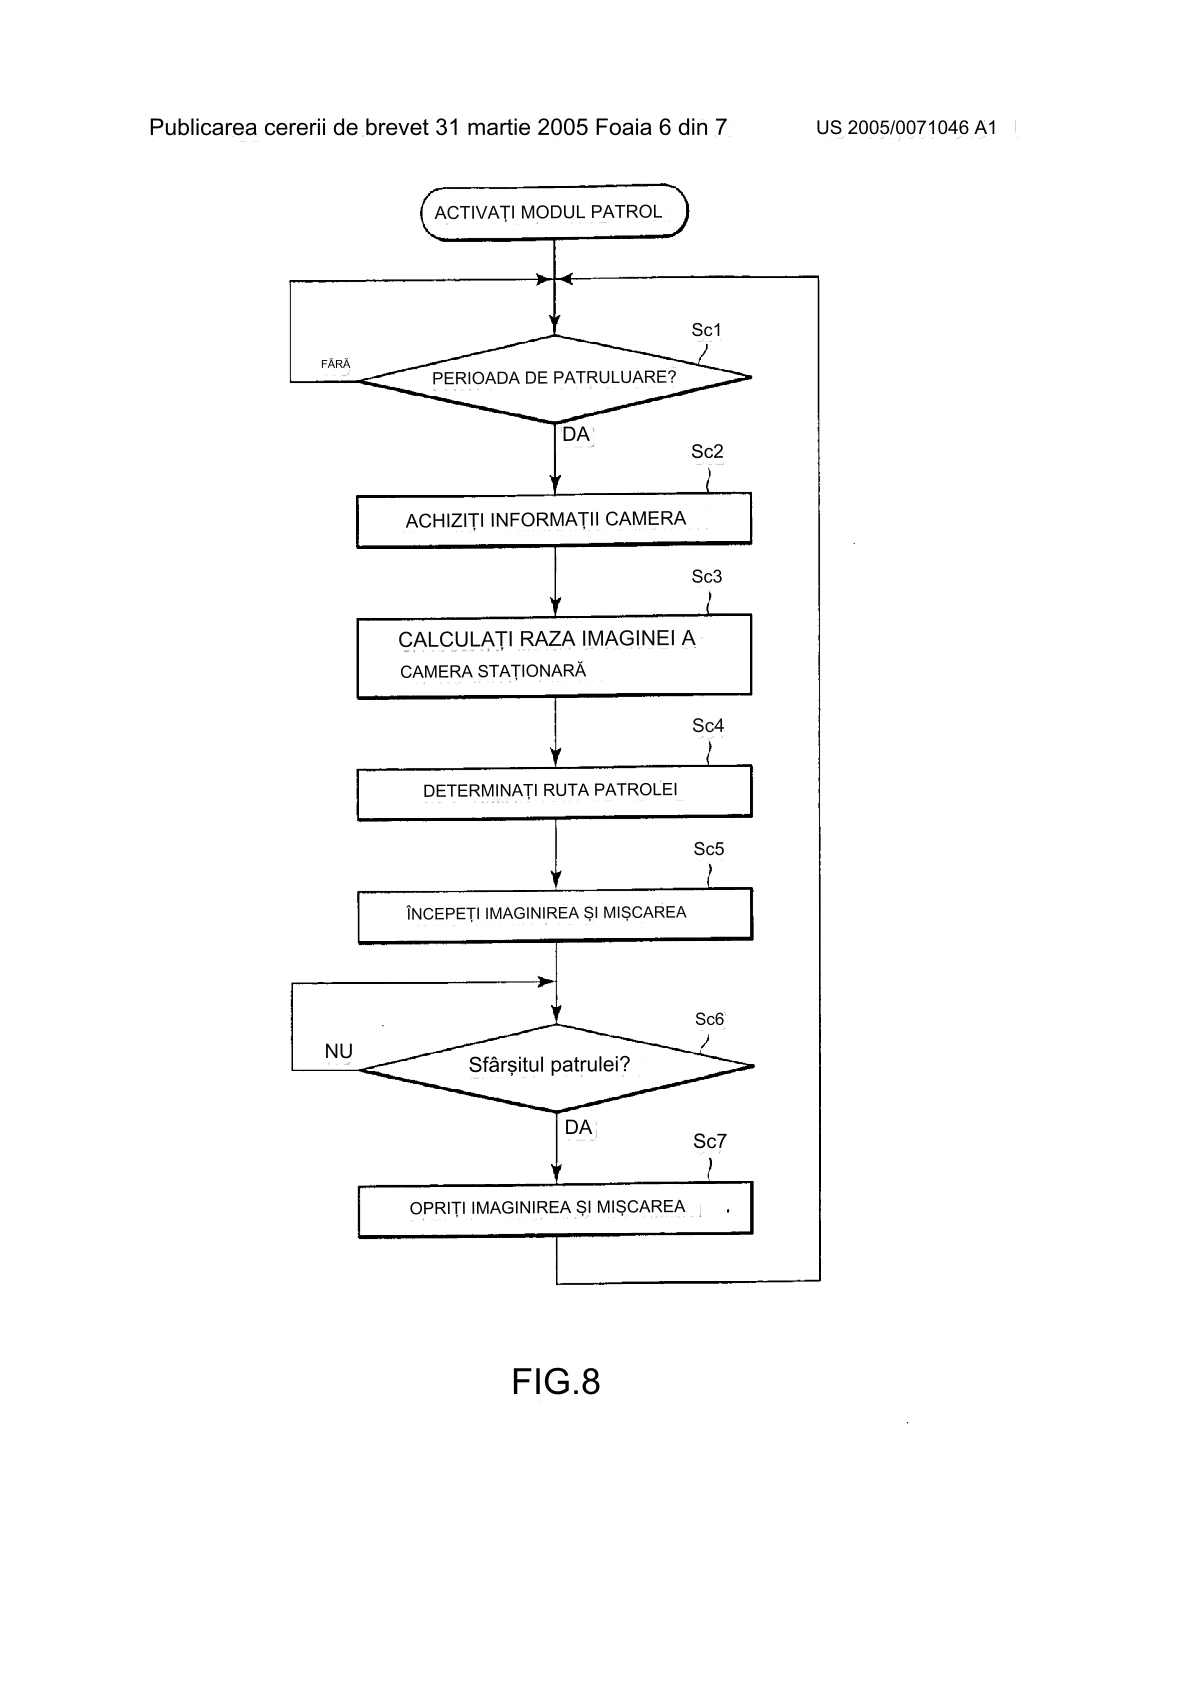 Publicarea cererii de brevet 31 martie 2005 Foaia 6 din 7 US 2005/0071046 A1
ACTIVAȚI MODUL PATROL
Sc1
FĂRĂ
PERIOADA DE PATRULUARE?
DA
Sc2
ACHIZIȚI INFORMAȚII CAMERA
Sc3
CALCULAȚI RAZA IMAGINEI A
CAMERA STAȚIONARĂ
Sc4
DETERMINAȚI RUTA PATROLEI
Sc5
ÎNCEPEȚI IMAGINIREA ȘI MIȘCAREA
Sc6
NU
Sfârșitul patrulei?
DA
Sc7
OPRIȚI IMAGINIREA ȘI MIȘCAREA
FIG.8